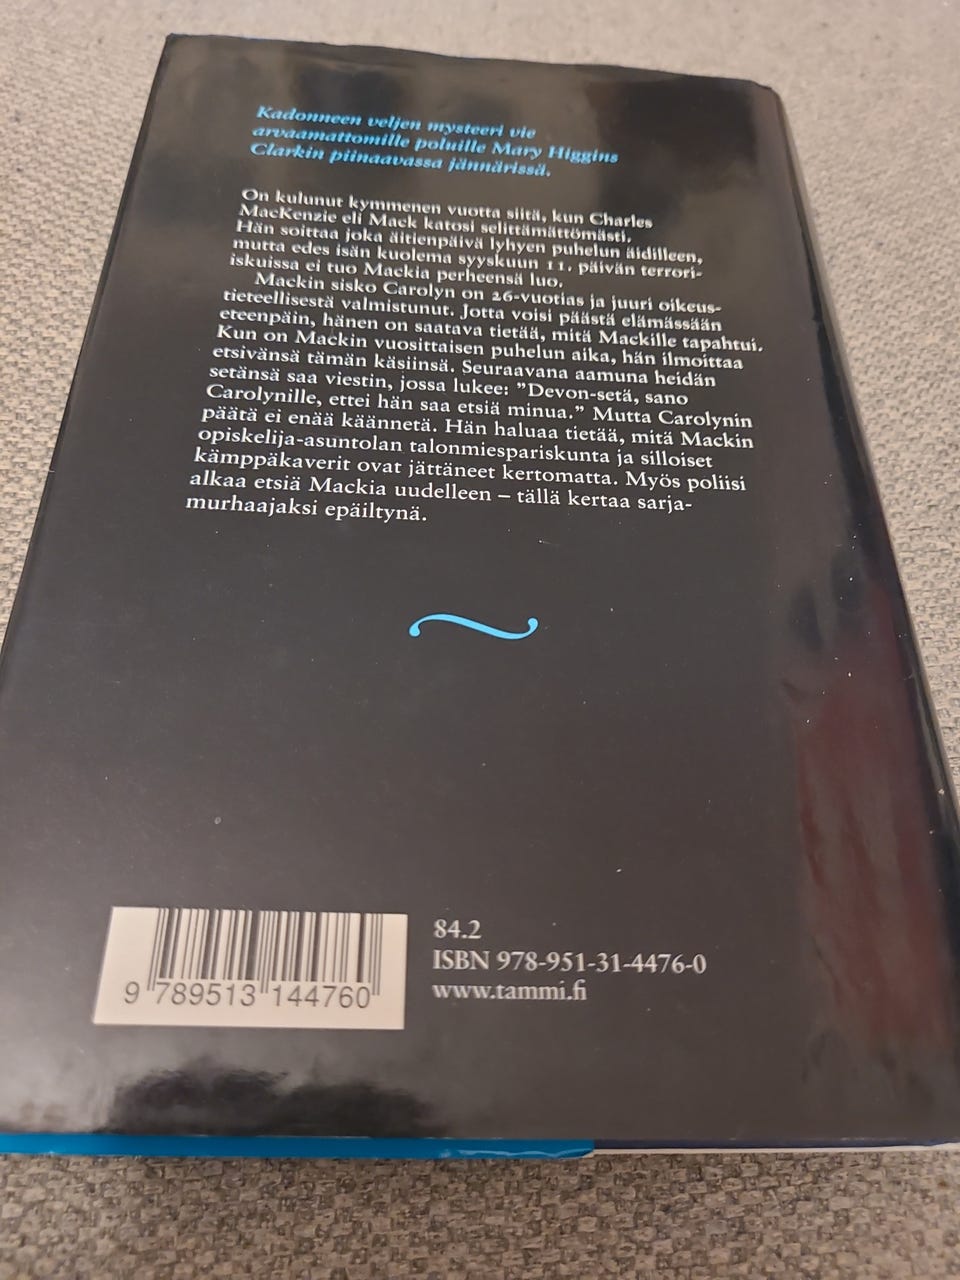 Kadonneen veljen mysteeri vie
arvaamattomille poluille Mary Higgins
Clarkin piinaavassa jännärissä.
On kulunut kymmenen vuotta siitä, kun Charles
MacKenzie eli Mack katosi selittämättömästi.
Hän soittaa joka äitienpäivä lyhyen puhelun äidilleen,
mutta edes isän kuolema syyskuun 11. päivän terrori-
iskuissa ei tuo Mackia perheensä luo.
Mackin sisko Carolyn on 26-vuotias ja juuri oikeus-
tieteellisestä valmistunut. Jotta voisi päästä elämässään
eteenpäin, hänen on saatava tietää, mitä Mackille tapahtui.
Kun on Mackin vuosittaisen puhelun aika, hän ilmoittaa
etsivänsä tämän käsiinsä. Seuraavana aamuna heidän
setänsä saa viestin, jossa lukee: ”Devon-setä, sano
Carolynille, ettei hän saa etsiä minua.” Mutta Carolynin
päätä ei enää käännetä. Hän haluaa tietää, mitä Mackin
opiskelija-asuntolan talonmiespariskunta ja silloiset
kämppäkaverit ovat jättäneet kertomatta. Myös poliisi
alkaa etsiä Mackia uudelleen – tällä kertaa sarja-
murhaajaksi epäiltynä.
84.2
ISBN 978-951-31-4476-0
www.tammi.fi
9 789513 144760